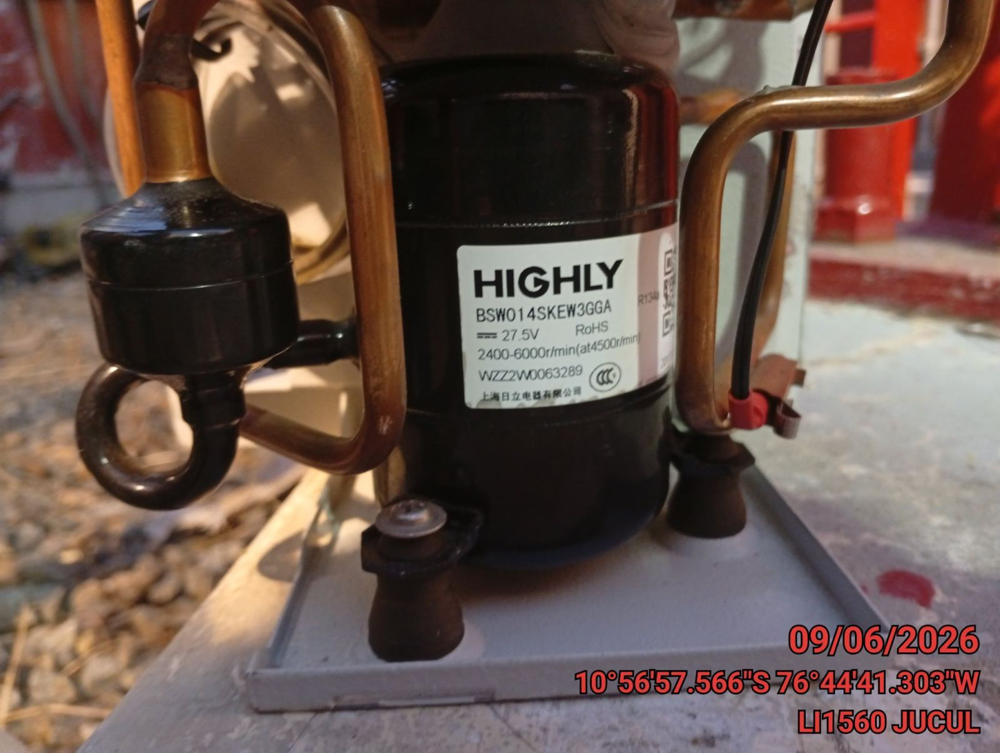 HIGHLY
BSW014SKEW3GGA
R134a
27.5V RoHS
2400-6000r/min(at4500r/min)
WZZ2W0063289
CCC S
上海日立电器有限公司
09/06/2026
10°56'57.566"S 76°44'41.303"W
LI1560 JUCUL